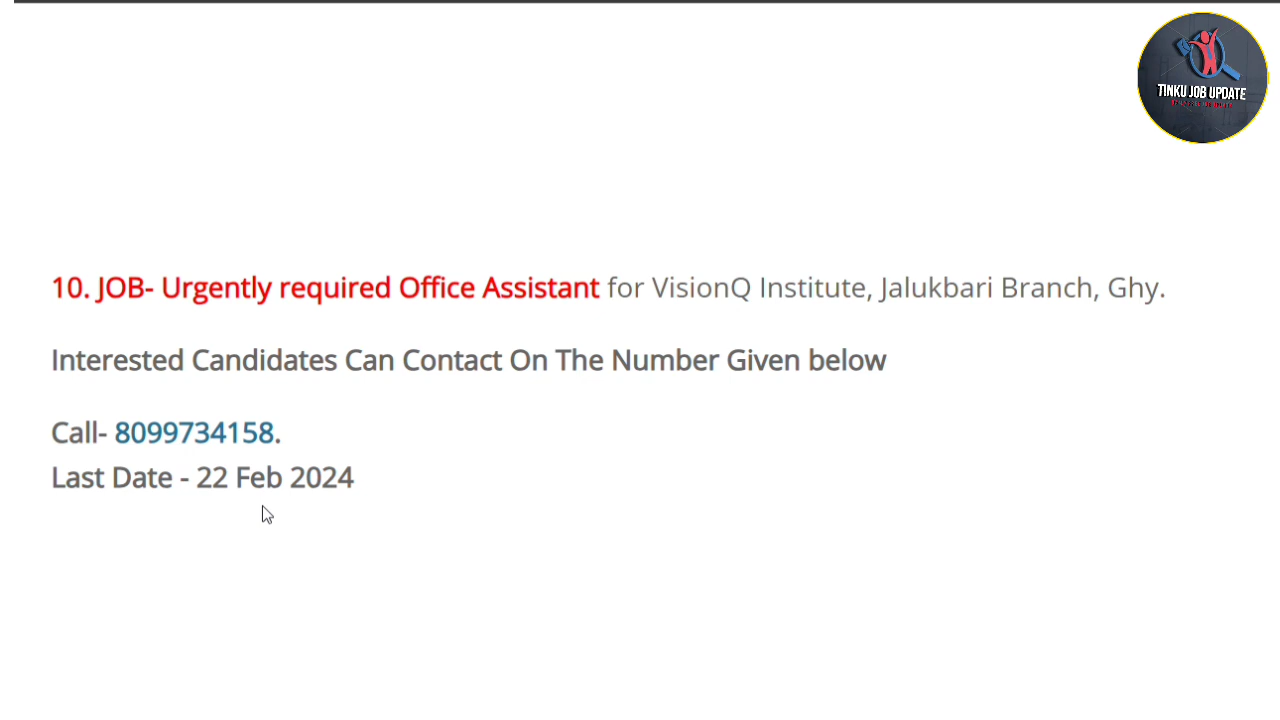 TINKU JOB UPDATE
10. JOB- Urgently required Office Assistant for VisionQ Institute, Jalukbari Branch, Ghy.
Interested Candidates Can Contact On The Number Given below
Call- 8099734158.
Last Date - 22 Feb 2024